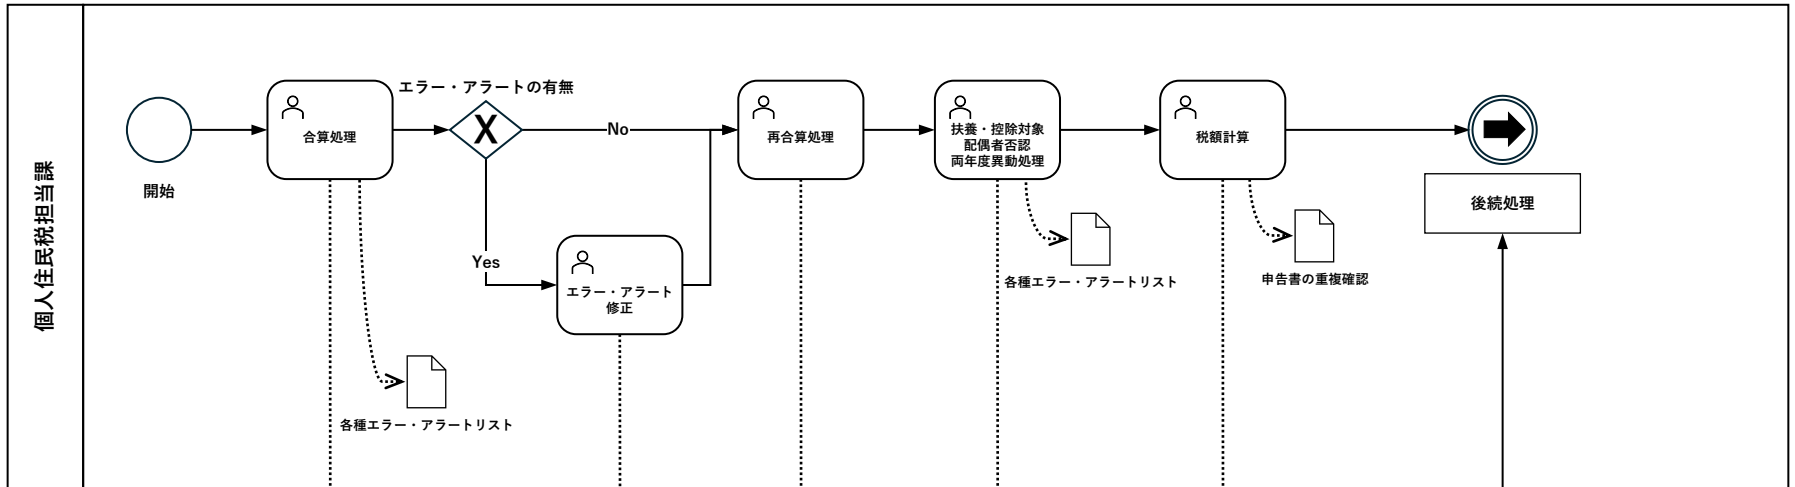 個人住民税担当課
開始
合算処理
エラー・アラートの有無
X
No
Yes
エラー・アラート
修正
再合算処理
扶養・控除対象
配偶者否認
両年度異動処理
税額計算
後続処理
各種エラー・アラートリスト
各種エラー・アラートリスト
申告書の重複確認